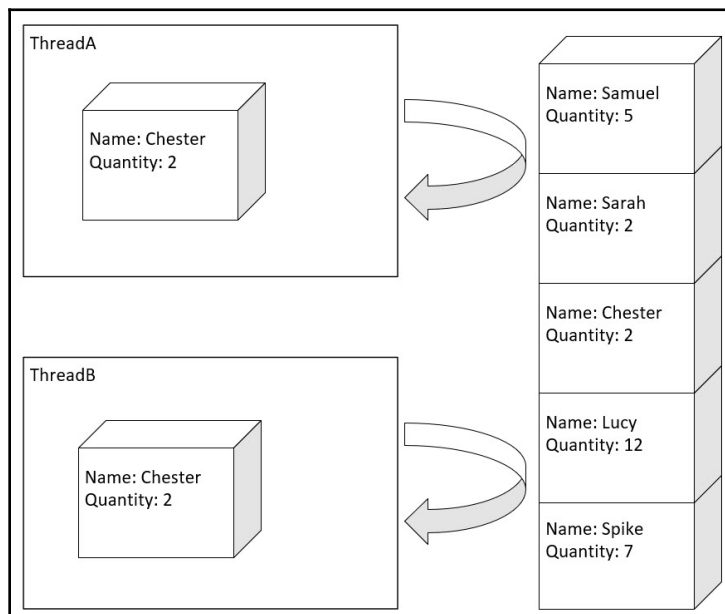 ThreadA
Name: Chester
Quantity: 2
ThreadB
Name: Chester
Quantity: 2
Name: Samuel
Quantity: 5
Name: Sarah
Quantity: 2
Name: Chester
Quantity: 2
Name: Lucy
Quantity: 12
Name: Spike
Quantity: 7